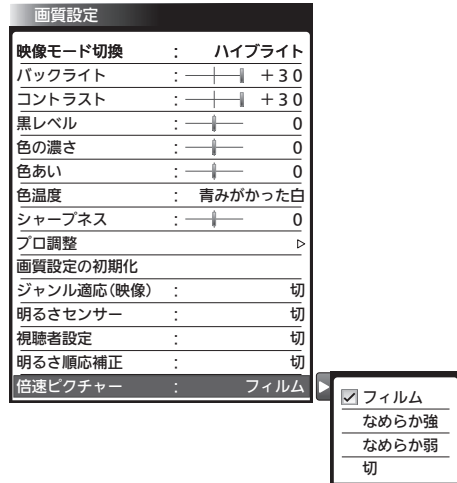 画質設定
映像モード切換 : ハイブライト
バックライト : +30
コントラスト : +30
黒レベル : 0
色の濃さ : 0
色あい : 0
色温度 : 青みがかった白
シャープネス : 0
プロ調整
画質設定の初期化
ジャンル適応(映像) : 切
明るさセンサー : 切
視聴者設定 : 切
明るさ順応補正 : 切
倍速ピクチャー : フィルム
フィルム
なめらか強
なめらか弱
切